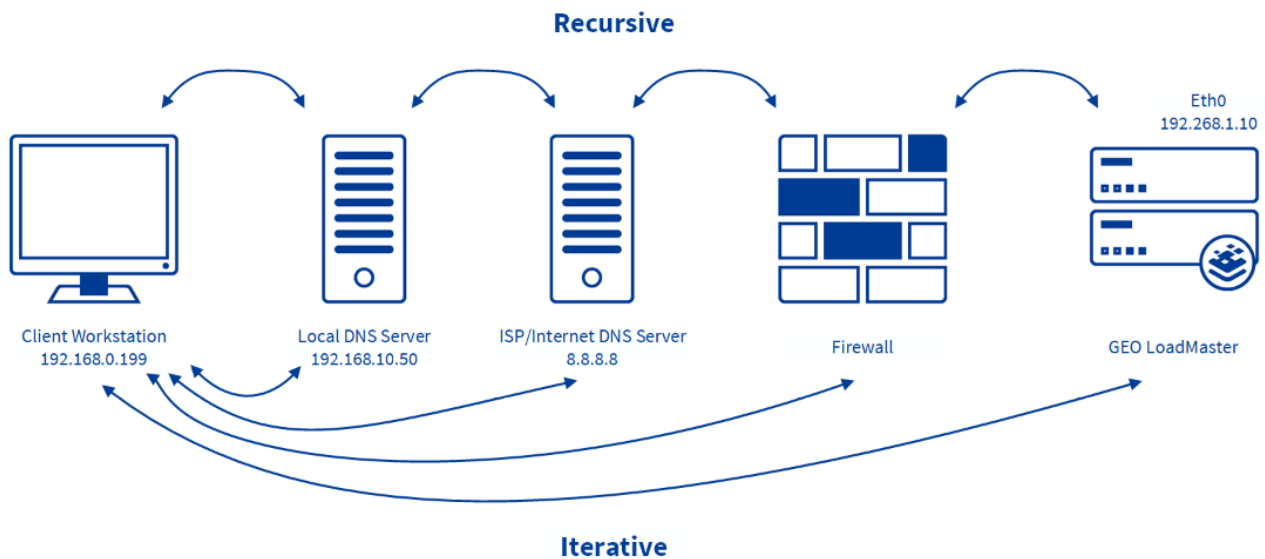 Recursive
Eth0
192.268.1.10
Client Workstation
192.168.0.199
Local DNS Server
192.168.10.50
ISP/Internet DNS Server
8.8.8.8
Firewall
GEO LoadMaster
Iterative